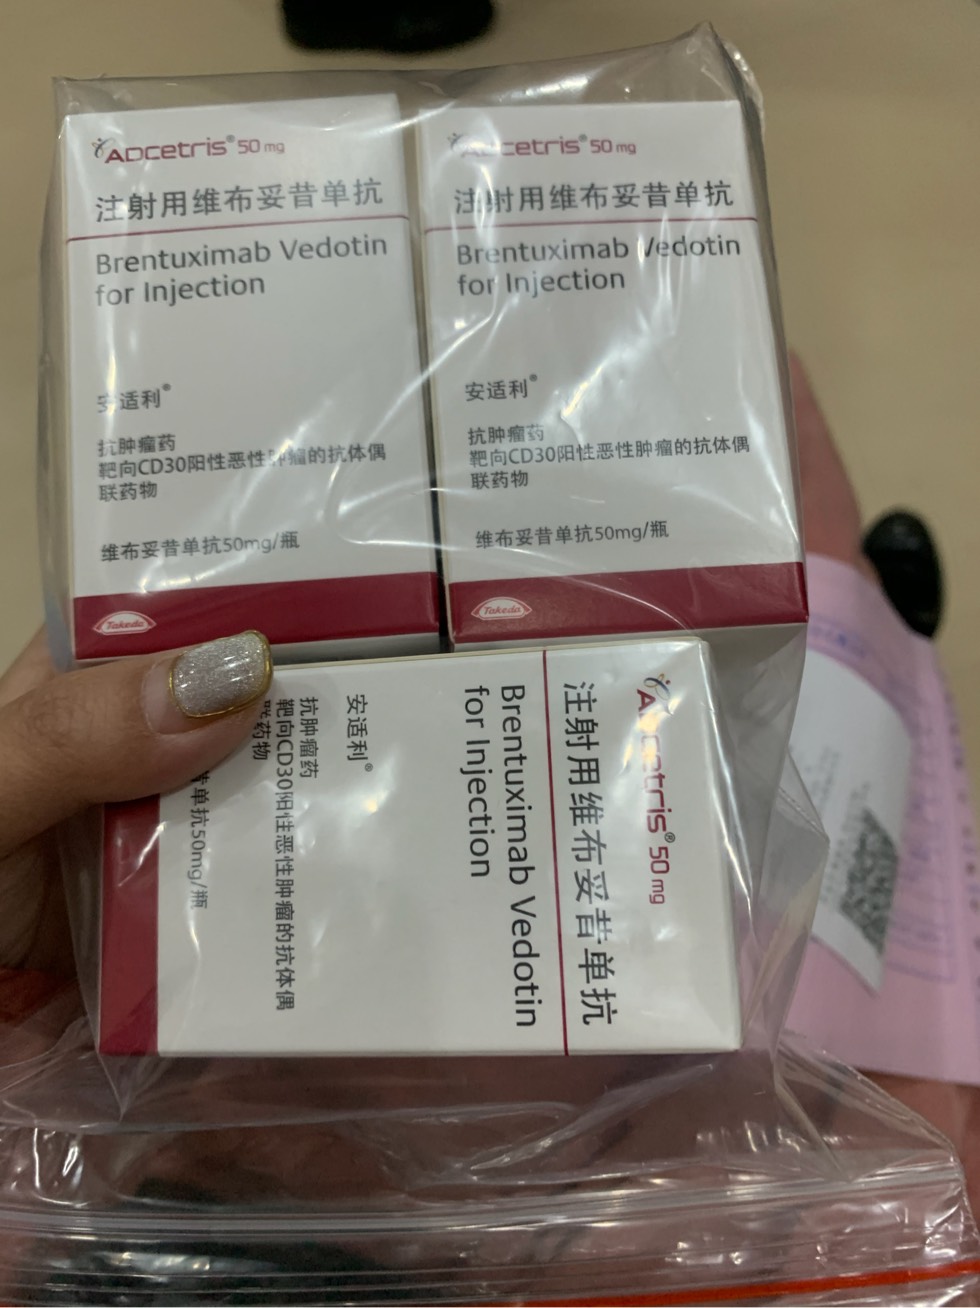 ADCETRIS® 50 mg
注射用维布妥昔单抗
Brentuximab Vedotin
for Injection
安适利®
抗肿瘤药
靶向CD30阳性恶性肿瘤的抗体偶
联药物
维布妥昔单抗50mg/瓶
Takeda
ADCETRIS® 50 mg
注射用维布妥昔单抗
Brentuximab Vedotin
for Injection
安适利®
抗肿瘤药
靶向CD30阳性恶性肿瘤的抗体偶
联药物
维布妥昔单抗50mg/瓶
Takeda
ADCETRIS® 50 mg
注射用维布妥昔单抗
Brentuximab Vedotin
for Injection
安适利®
抗肿瘤药
靶向CD30阳性恶性肿瘤的抗体偶
联药物
昔单抗50mg/瓶